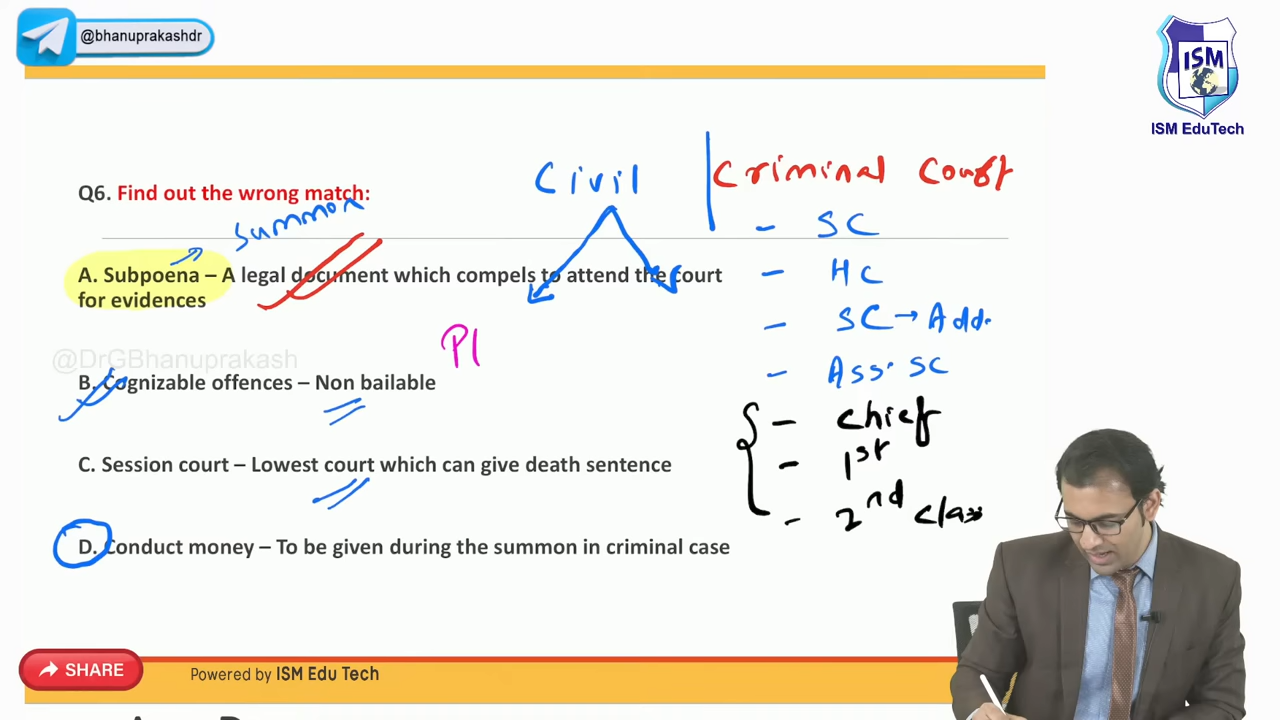 @bhanuprakashdr
ISM
ISM EduTech
Civil
Criminal Court
Q6. Find out the wrong match:
Summon
- SC
A. Subpoena – A legal document which compels to attend the court
for evidences
- HC
- SC → Add.
@DrGBhanuprakash
Pl
- Ass. SC
B. Cognizable offences – Non bailable
- chief
C. Session court – Lowest court which can give death sentence
- 1st
- 2nd class
D. Conduct money – To be given during the summon in criminal case
SHARE
Powered by ISM Edu Tech